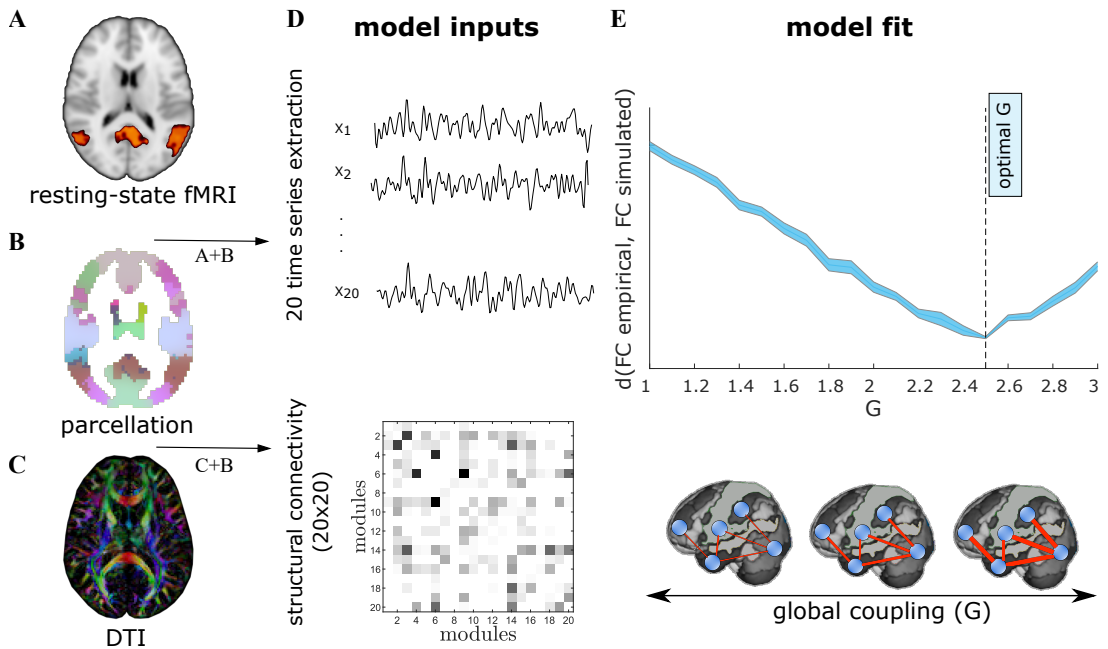 A
resting-state fMRI
B
A+B
parcellation
C
C+B
DTI
D
model inputs
20 time series extraction
x1
x2
.
.
.
x20
structural connectivity
(20x20)
modules
2
4
6
8
10
12
14
16
18
20
2 4 6 8 10 12 14 16 18 20
modules
E
model fit
d(FC empirical, FC simulated)
optimal G
1 1.2 1.4 1.6 1.8 2 2.2 2.4 2.6 2.8 3
G
global coupling (G)